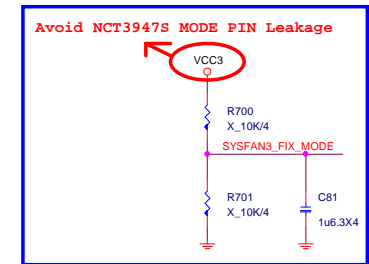 Avoid NCT3947S MODE PIN Leakage
VCC3
R700
X_10K/4
SYSFAN3_FIX_MODE
R701
X_10K/4
C81
1u6.3X4